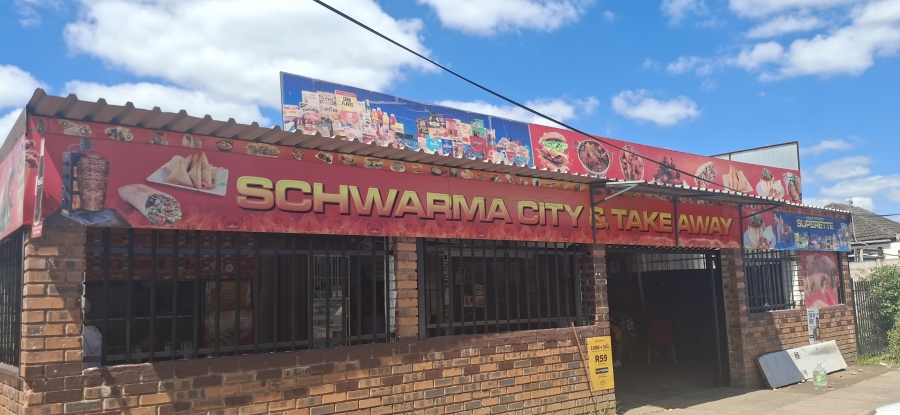 SCHWARMA CITY & TAKE AWAY
SUPERETTE
R59